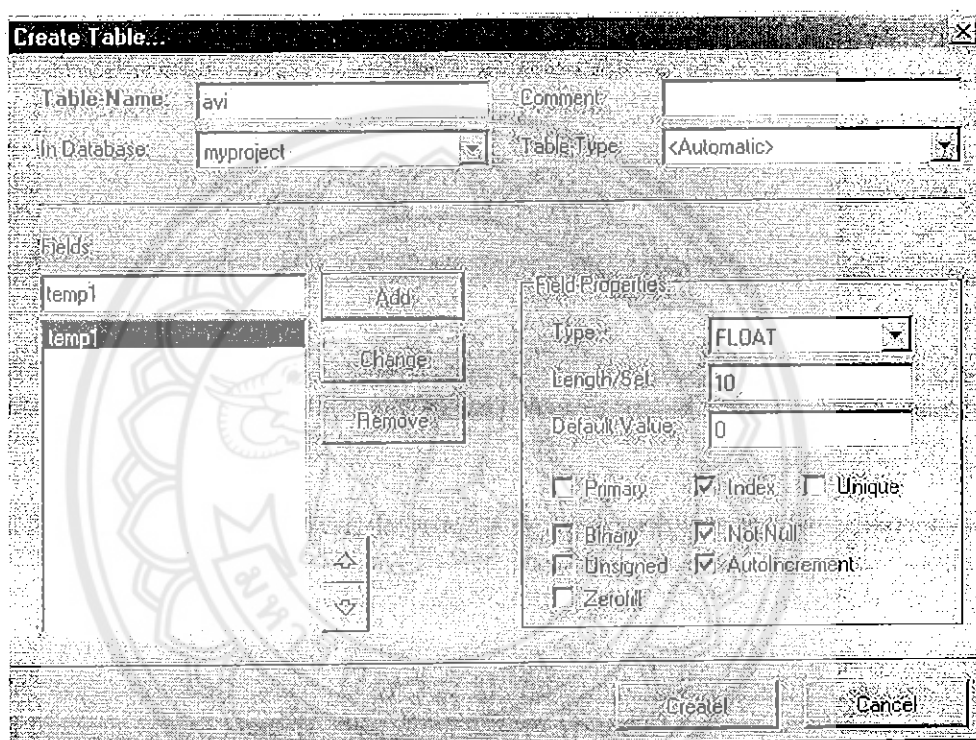 Create Table...
Table Name: avi Comment:
In Database: myproject Table Type: <Automatic>
Fields:
temp1 Add Field Properties
temp1 Type: FLOAT
Change Length/Set: 10
Remove Default Value: 0
Primary Index Unique
Binary Not Null
Unsigned AutoIncrement
Zerofill
Create! Cancel